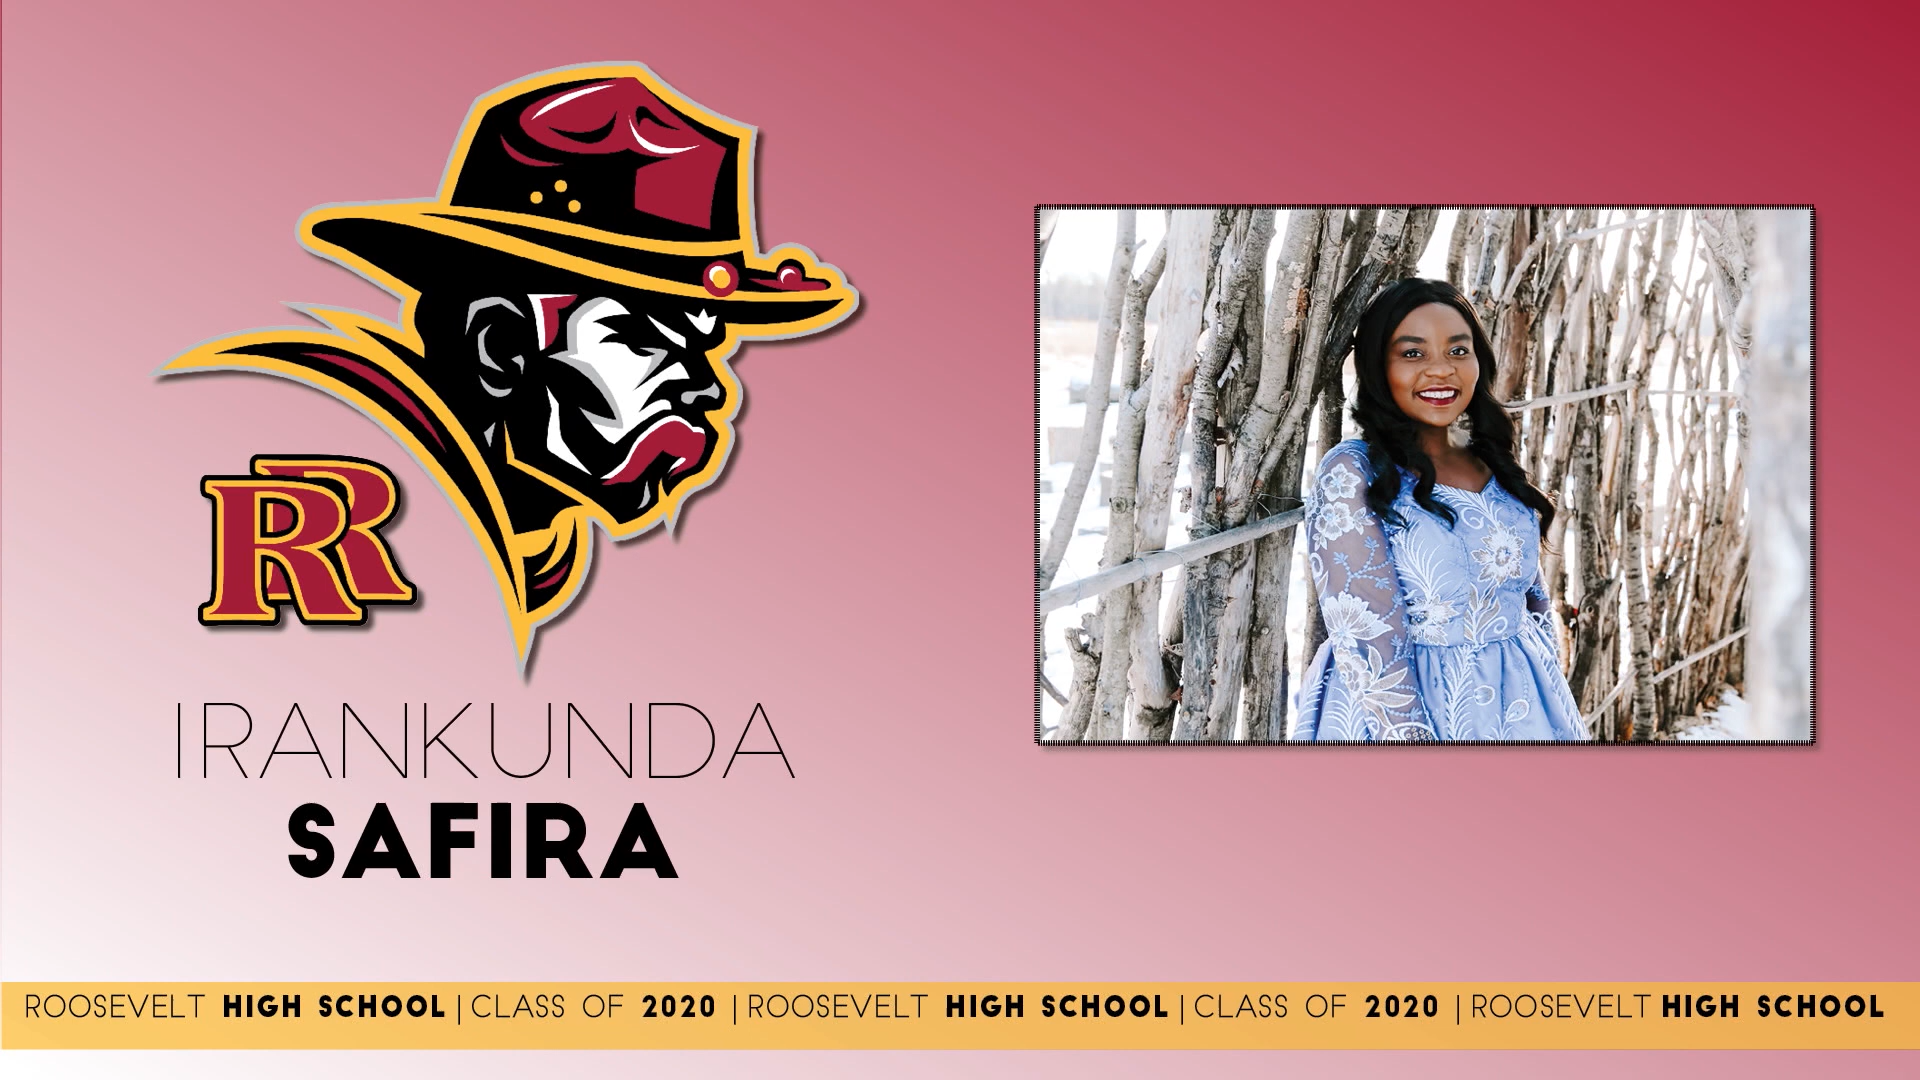 RR
IRANKUNDA
SAFIRA
ROOSEVELT HIGH SCHOOL | CLASS OF 2020 | ROOSEVELT HIGH SCHOOL | CLASS OF 2020 | ROOSEVELT HIGH SCHOOL